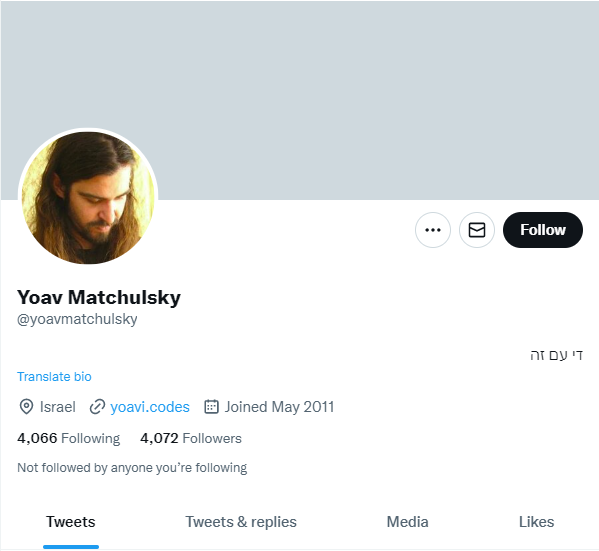 Follow
Yoav Matchulsky
@yoavmatchulsky
די עם זה
Translate bio
Israel yoavi.codes Joined May 2011
4,066 Following 4,072 Followers
Not followed by anyone you're following
Tweets Tweets & replies Media Likes